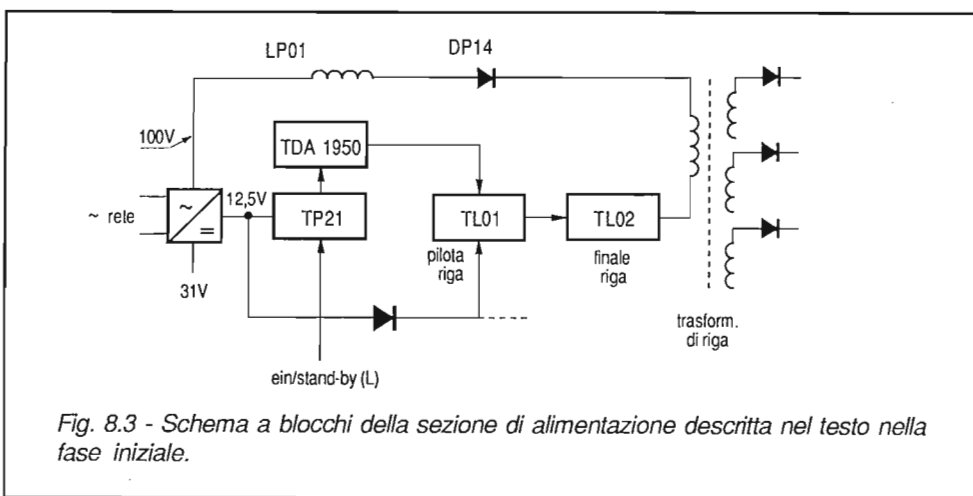 LP01
DP14
100V
TDA 1950
12,5V
~ rete
~
=
TP21
TL01
TL02
pilota
riga
finale
riga
31V
trasform.
di riga
ein/stand-by (L)
Fig. 8.3 - Schema a blocchi della sezione di alimentazione descritta nel testo nella
fase iniziale.